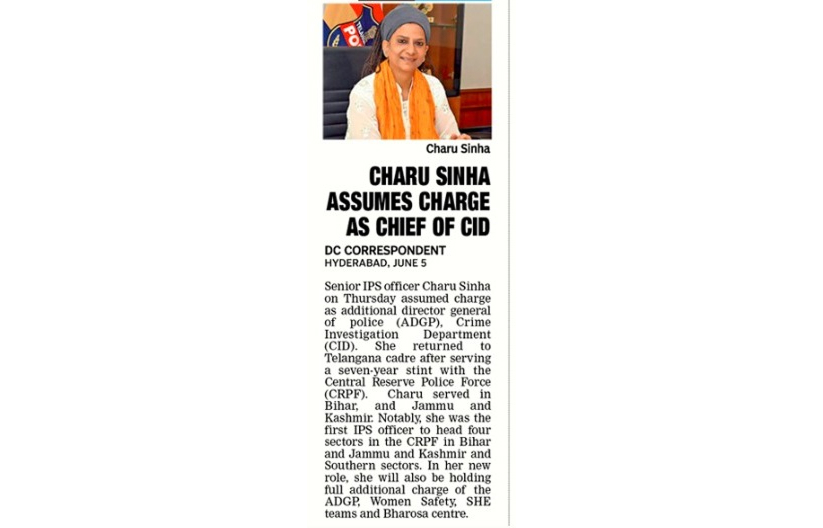 TELAN
PO
Charu Sinha
CHARU SINHA
ASSUMES CHARGE
AS CHIEF OF CID
DC CORRESPONDENT
HYDERABAD, JUNE 5
Senior IPS officer Charu Sinha
on Thursday assumed charge
as additional director general
of police (ADGP), Crime
Investigation Department
(CID). She returned to
Telangana cadre after serving
a seven-year stint with the
Central Reserve Police Force
(CRPF). Charu served in
Bihar, and Jammu and
Kashmir. Notably, she was the
first IPS officer to head four
sectors in the CRPF in Bihar
and Jammu and Kashmir and
Southern sectors. In her new
role, she will also be holding
full additional charge of the
ADGP, Women Safety, SHE
teams and Bharosa centre.